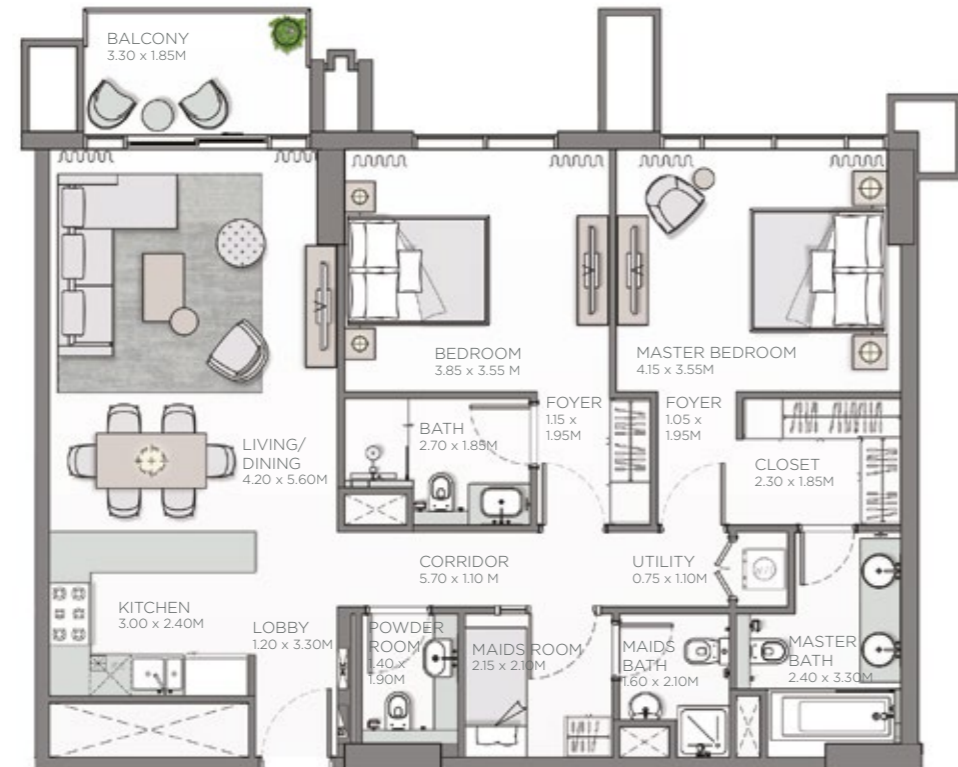 BALCONY
3.30 x 1.85M
BEDROOM
3.85 x 3.55 M
MASTER BEDROOM
4.15 x 3.55M
LIVING/
DINING
4.20 x 5.60M
BATH
2.70 x 1.85M
FOYER
1.15 x
1.95M
FOYER
1.05 x
1.95M
CLOSET
2.30 x 1.85M
CORRIDOR
5.70 x 1.10 M
UTILITY
0.75 x 1.10M
KITCHEN
3.00 x 2.40M
LOBBY
1.20 x 3.30M
POWDER
ROOM
1.40 x
1.90M
MAIDS ROOM
2.15 x 2.10M
MAIDS
BATH
1.60 x 2.10M
MASTER
BATH
2.40 x 3.30M